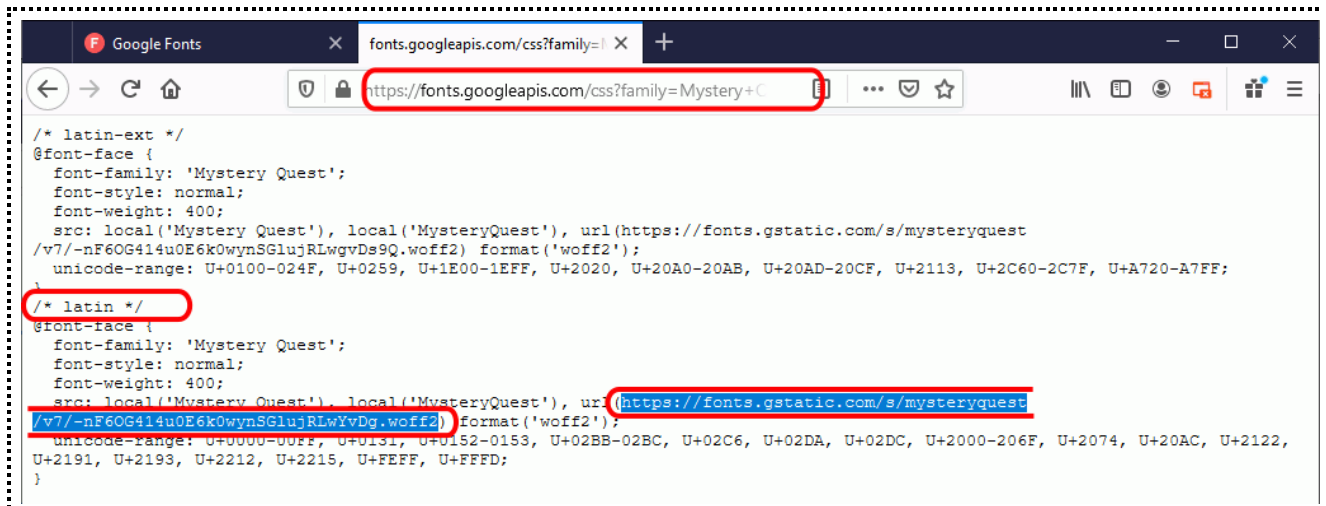 Google Fonts
fonts.googleapis.com/css?family=
https://fonts.googleapis.com/css?family=Mystery+
/* latin-ext */
@font-face {
  font-family: 'Mystery Quest';
  font-style: normal;
  font-weight: 400;
  src: local('Mystery Quest'), local('MysteryQuest'), url(https://fonts.gstatic.com/s/mysteryquest
/v7/-nF6OG414u0E6k0wynSGlujRLwgvDs9Q.woff2) format('woff2');
  unicode-range: U+0100-024F, U+0259, U+1E00-1EFF, U+2020, U+20A0-20AB, U+20AD-20CF, U+2113, U+2C60-2C7F, U+A720-A7FF;
}
/* latin */
@font-face {
  font-family: 'Mystery Quest';
  font-style: normal;
  font-weight: 400;
  src: local('Mystery Quest'), local('MysteryQuest'), url(https://fonts.gstatic.com/s/mysteryquest
/v7/-nF6OG414u0E6k0wynSGlujRLwYvDg.woff2) format('woff2');
  unicode-range: U+0000-00FF, U+0131, U+0152-0153, U+02BB-02BC, U+02C6, U+02DA, U+02DC, U+2000-206F, U+2074, U+20AC, U+2122,
U+2191, U+2193, U+2212, U+2215, U+FEFF, U+FFFD;
}